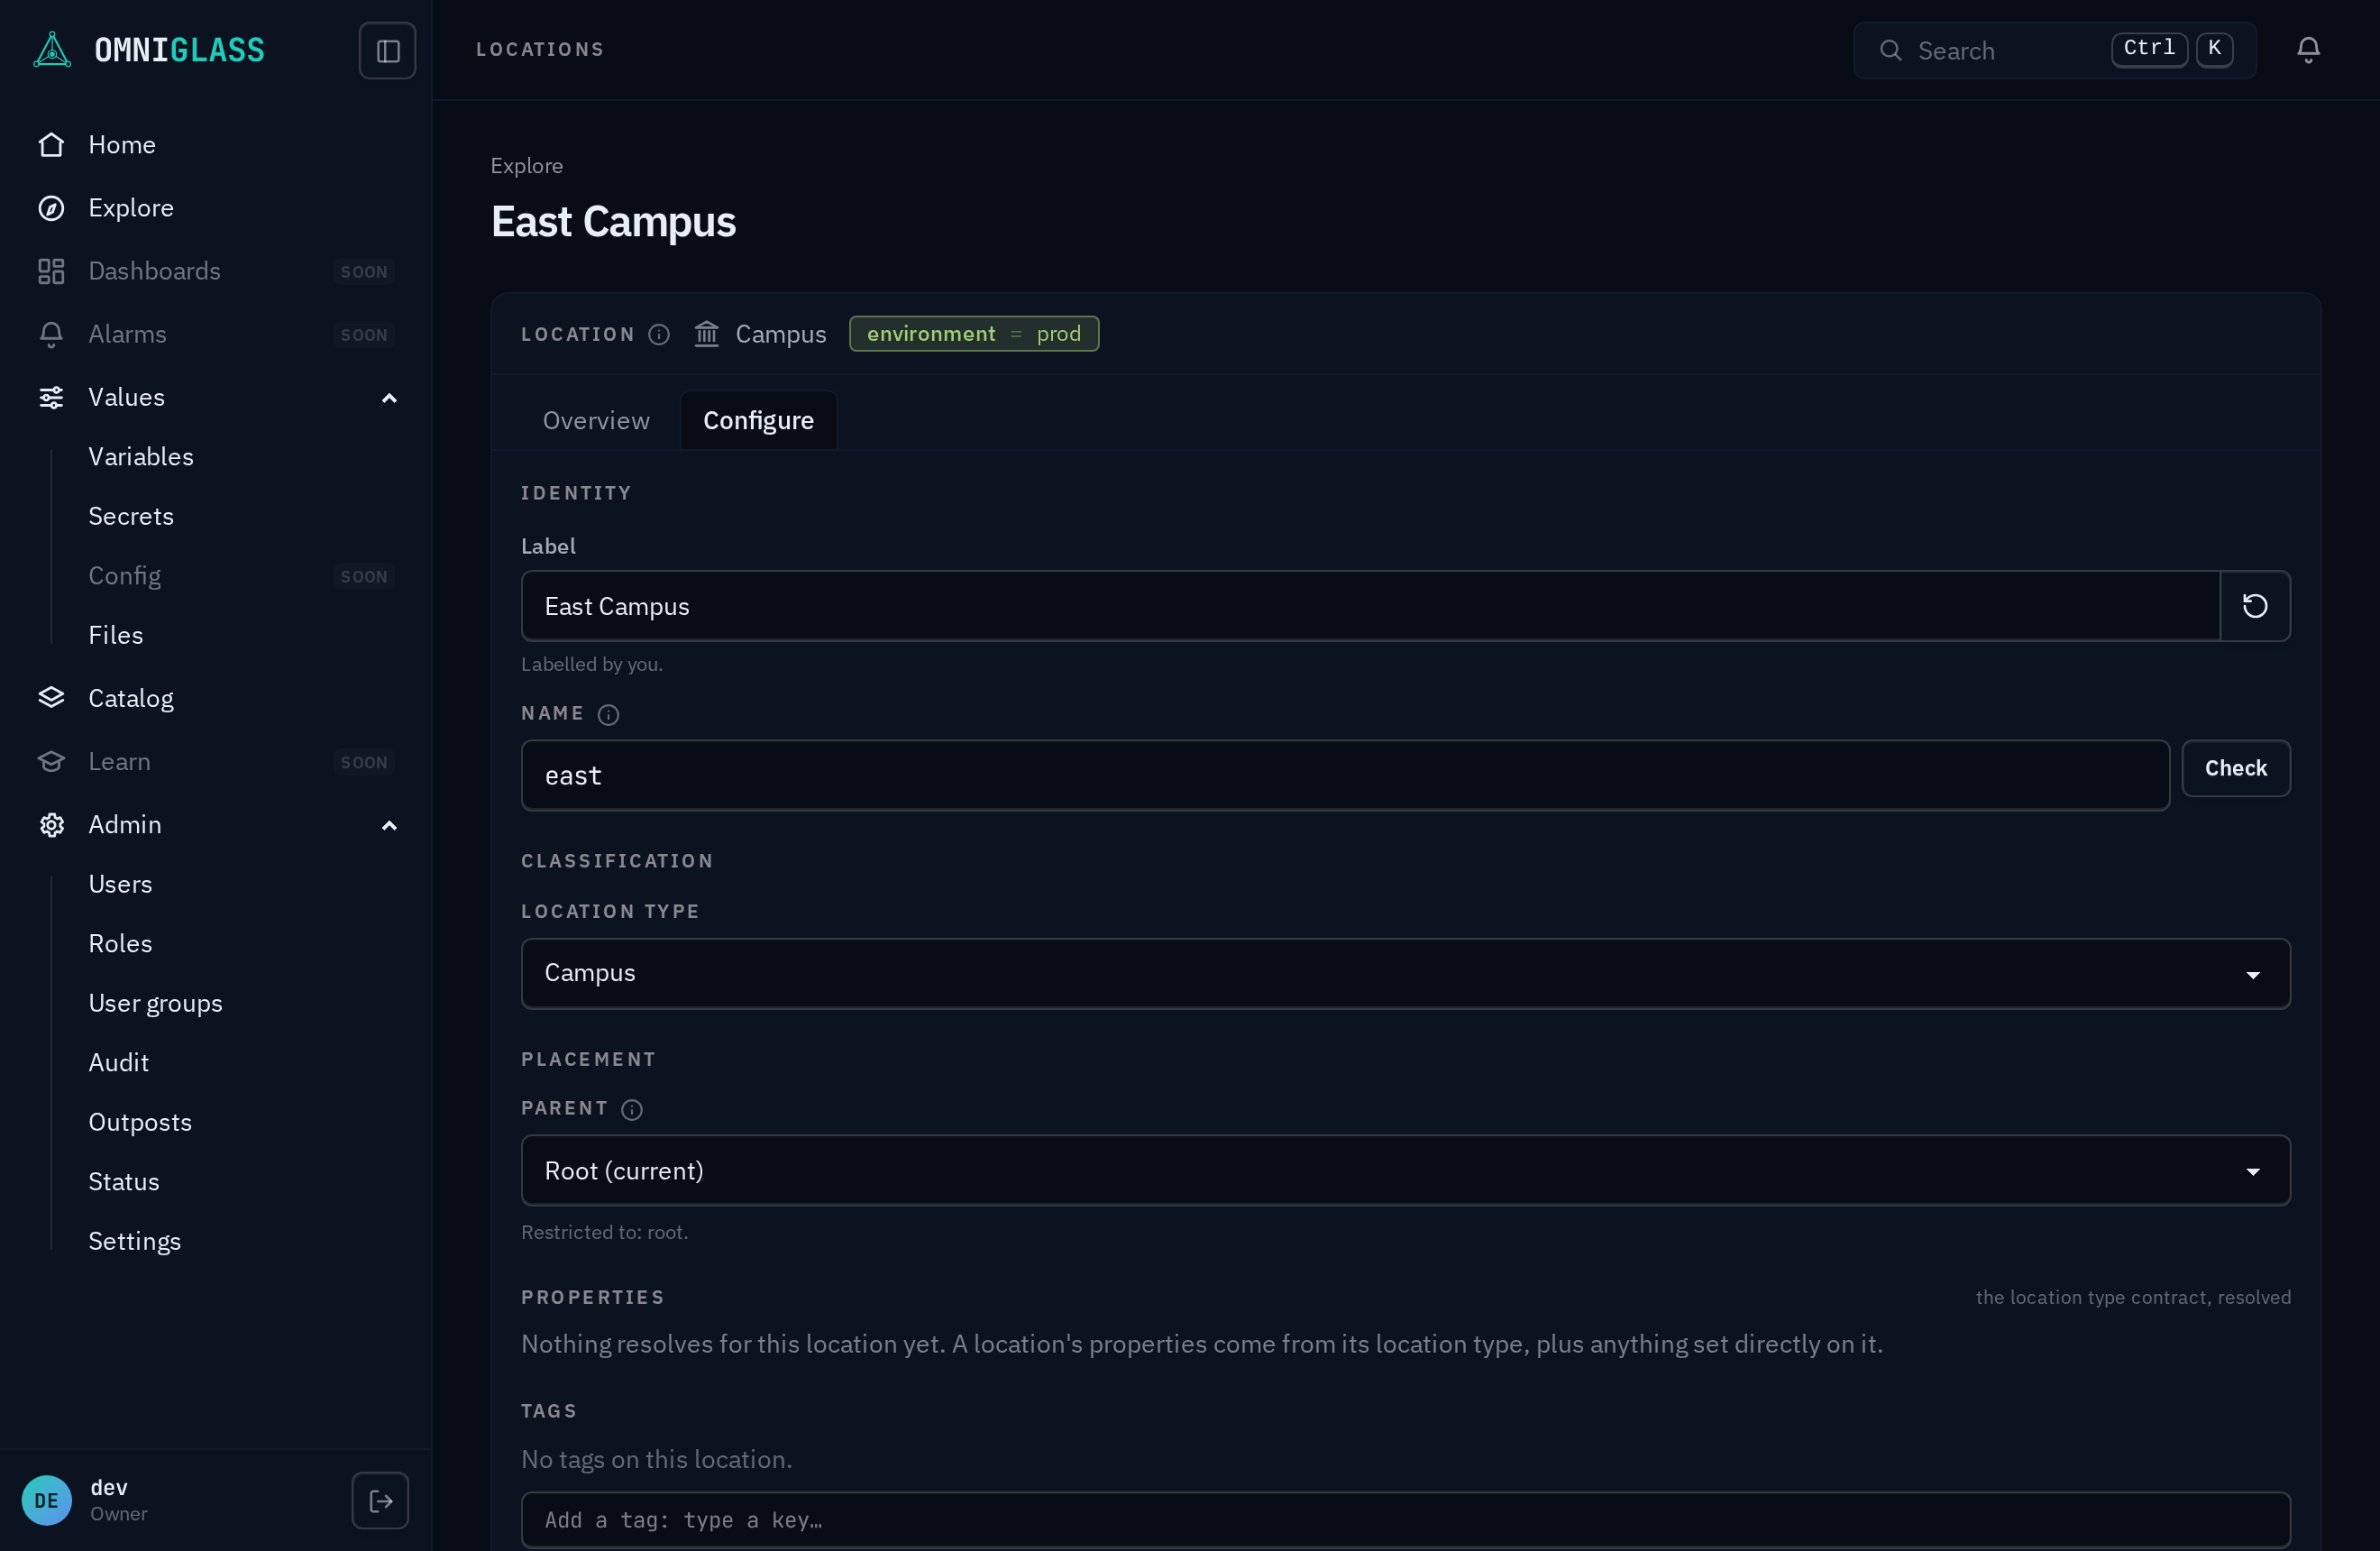 OMNIGLASS
Home
Explore
Dashboards SOON
Alarms SOON
Values
Variables
Secrets
Config SOON
Files
Catalog
Learn SOON
Admin
Users
Roles
User groups
Audit
Outposts
Status
Settings
DE
dev
Owner
LOCATIONS
Search Ctrl K
Explore
East Campus
LOCATION Campus environment = prod
Overview Configure
IDENTITY
Label
East Campus
Labelled by you.
NAME
east Check
CLASSIFICATION
LOCATION TYPE
Campus
PLACEMENT
PARENT
Root (current)
Restricted to: root.
PROPERTIES the location type contract, resolved
Nothing resolves for this location yet. A location's properties come from its location type, plus anything set directly on it.
TAGS
No tags on this location.
Add a tag: type a key…